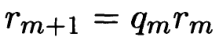 r_{m+1} = q_m r_m